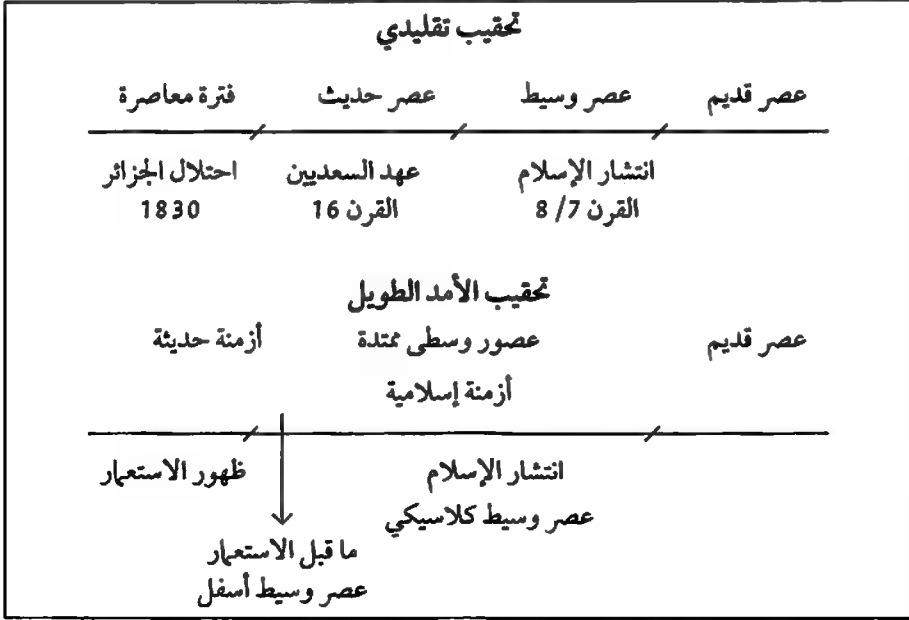 تحقيب تقليدي
عصر قديم عصر وسيط عصر حديث فترة معاصرة
انتشار الإسلام عهد السعديين احتلال الجزائر
القرن 7/ 8 القرن 16 1830
تحقيب الأمد الطويل
عصر قديم عصور وسطى ممتدة أزمنة حديثة
أزمنة إسلامية
انتشار الإسلام ظهور الاستعمار
عصر وسيط كلاسيكي
ما قبل الاستعمار
عصر وسيط أسفل